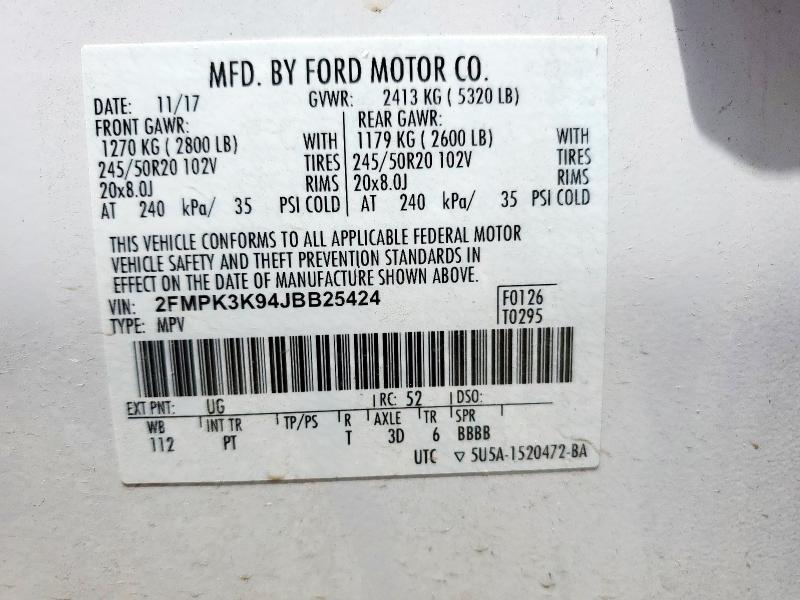 MFD. BY FORD MOTOR CO.
DATE: 11/17 GVWR: 2413 KG ( 5320 LB)
FRONT GAWR: REAR GAWR:
1270 KG ( 2800 LB) WITH 1179 KG ( 2600 LB) WITH
245/50R20 102V TIRES 245/50R20 102V TIRES
20x8.0J RIMS 20x8.0J RIMS
AT 240 kPa/ 35 PSI COLD AT 240 kPa/ 35 PSI COLD
THIS VEHICLE CONFORMS TO ALL APPLICABLE FEDERAL MOTOR
VEHICLE SAFETY AND THEFT PREVENTION STANDARDS IN
EFFECT ON THE DATE OF MANUFACTURE SHOWN ABOVE.
VIN: 2FMPK3K94JBB25424 F0126
TYPE: MPV T0295
EXT PNT: UG RC: 52 DSO:
WB INT TR TP/PS R AXLE TR SPR
112 PT T 3D 6 BBBB
UTC ▽ 5U5A-1520472-BA